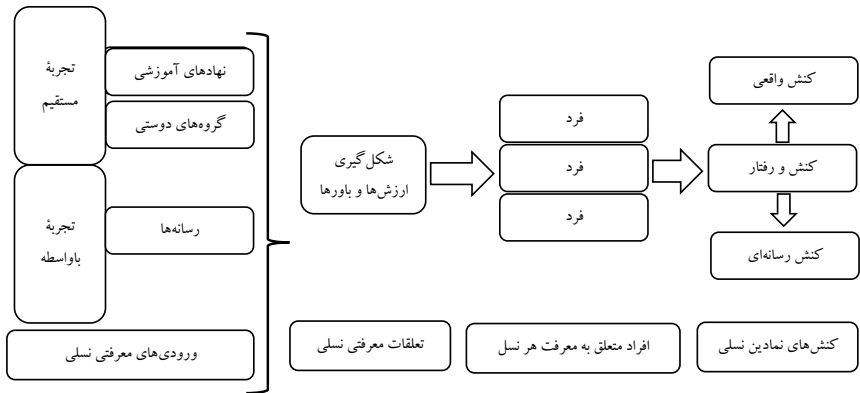 تجربۀ
مستقیم
نهادهای آموزشی
گروه‌های دوستی
تجربۀ
باواسطه
رسانه‌ها
ورودی‌های معرفتی نسلی
شکل‌گیری
ارزش‌ها و باورها
تعلقات معرفتی نسلی
فرد
فرد
فرد
افراد متعلق به معرفت هر نسل
کنش واقعی
کنش و رفتار
کنش رسانه‌ای
کنش‌های نمادین نسلی